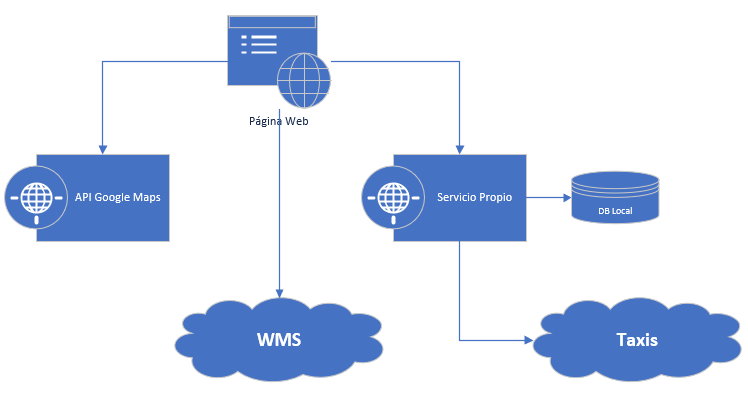 Página Web
API Google Maps
Servicio Propio
DB Local
WMS
Taxis